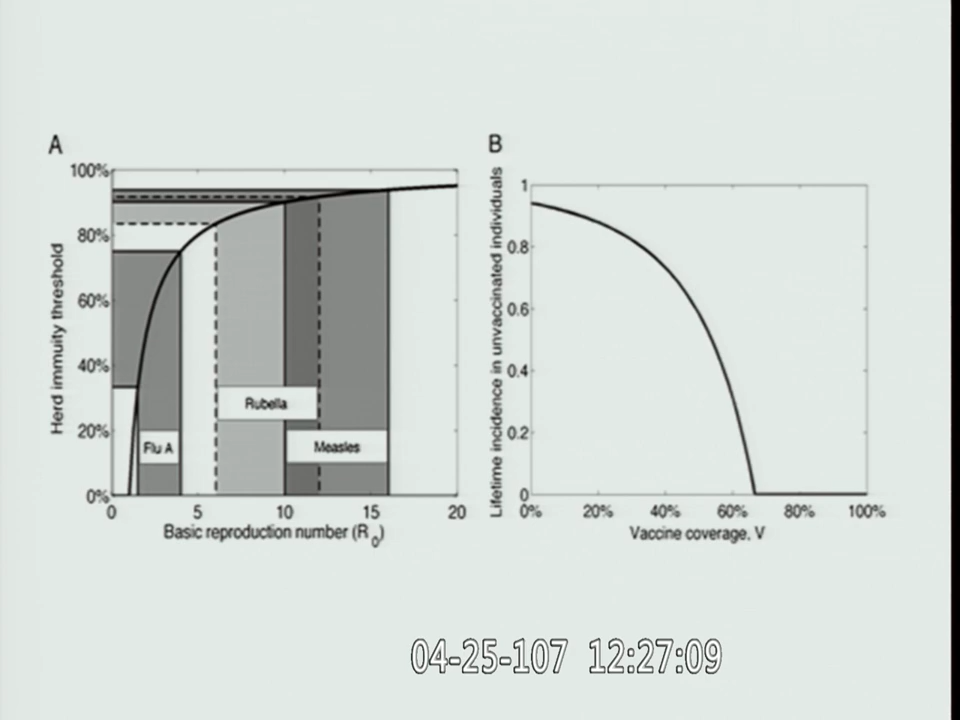 A
Herd immuity threshold
100%
80%
60%
40%
20%
0%
Flu A
Rubella
Measles
0 5 10 15 20
Basic reproduction number (R0)
B
Lifetime incidence in unvaccinated individuals
1
0.8
0.6
0.4
0.2
0
0% 20% 40% 60% 80% 100%
Vaccine coverage, V
04-25-107 12:27:09